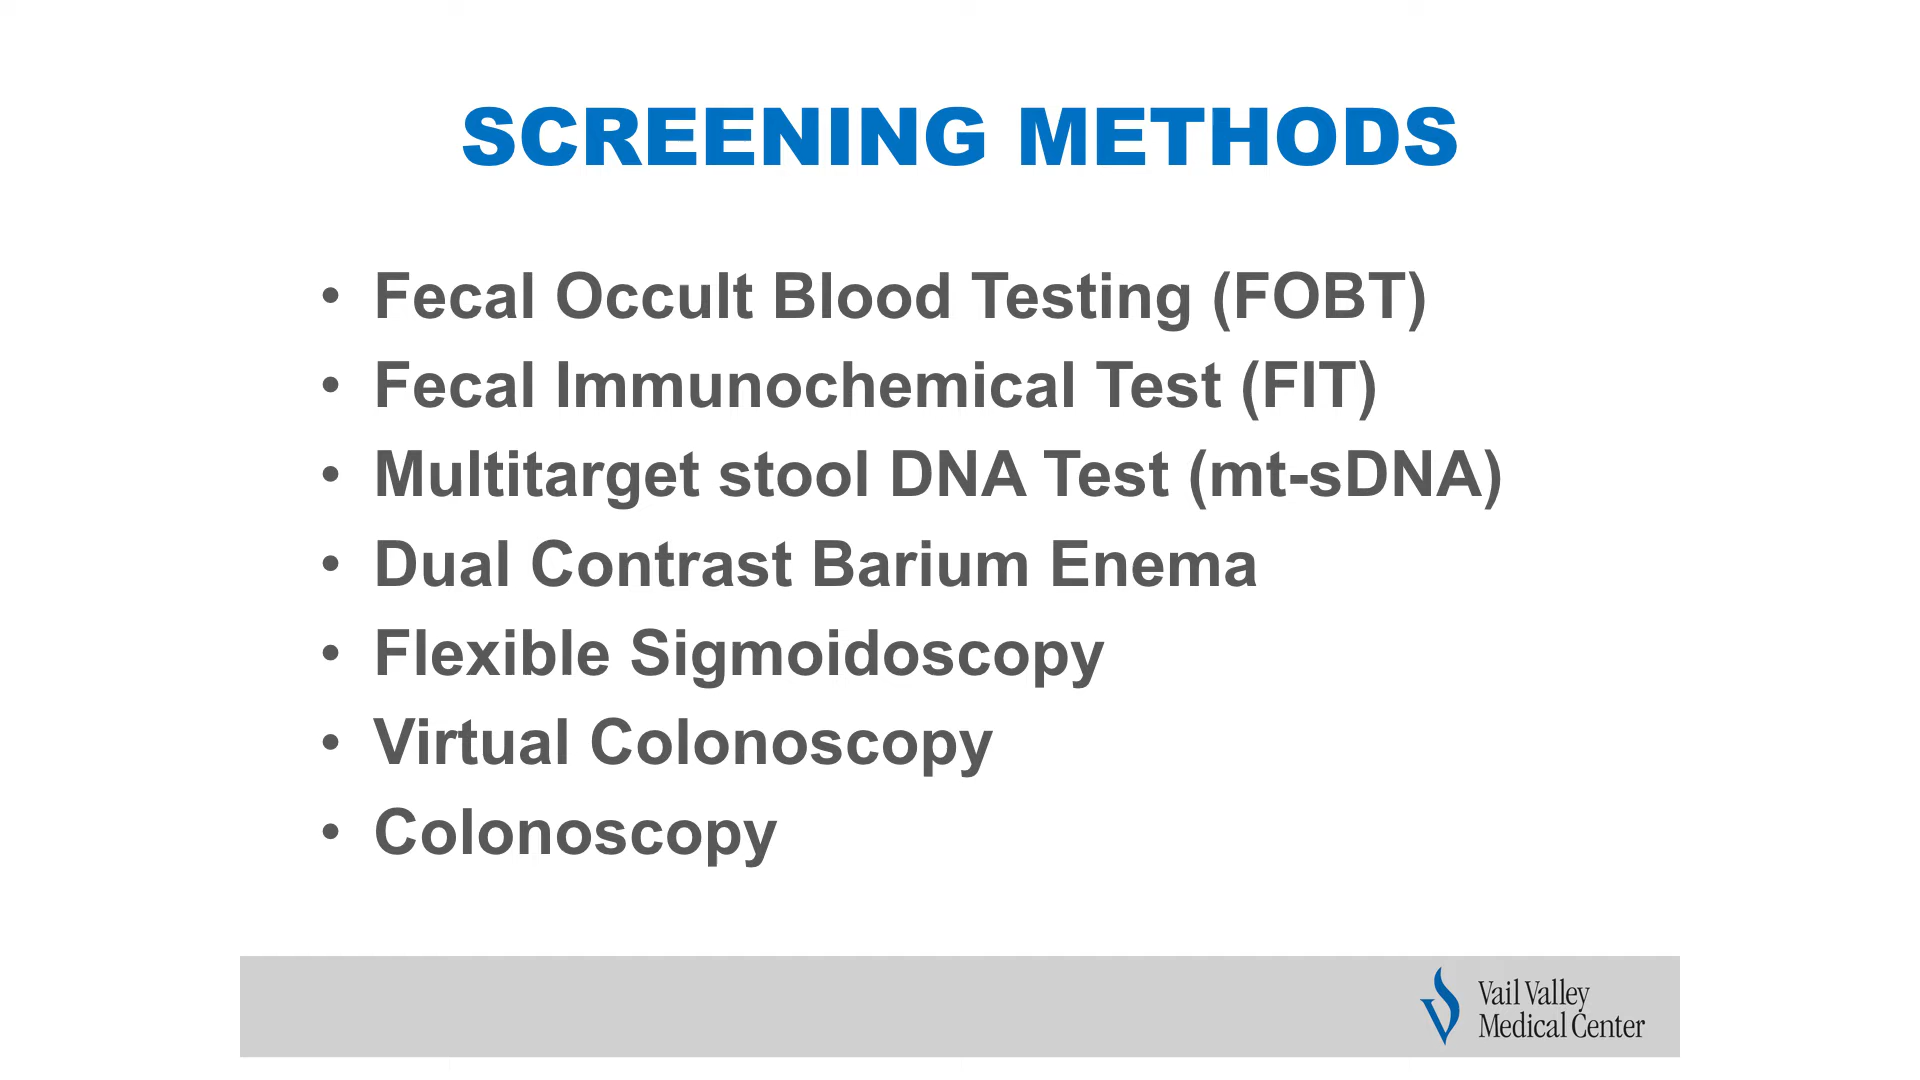 SCREENING METHODS
• Fecal Occult Blood Testing (FOBT)
• Fecal Immunochemical Test (FIT)
• Multitarget stool DNA Test (mt-sDNA)
• Dual Contrast Barium Enema
• Flexible Sigmoidoscopy
• Virtual Colonoscopy
• Colonoscopy
Vail Valley
Medical Center